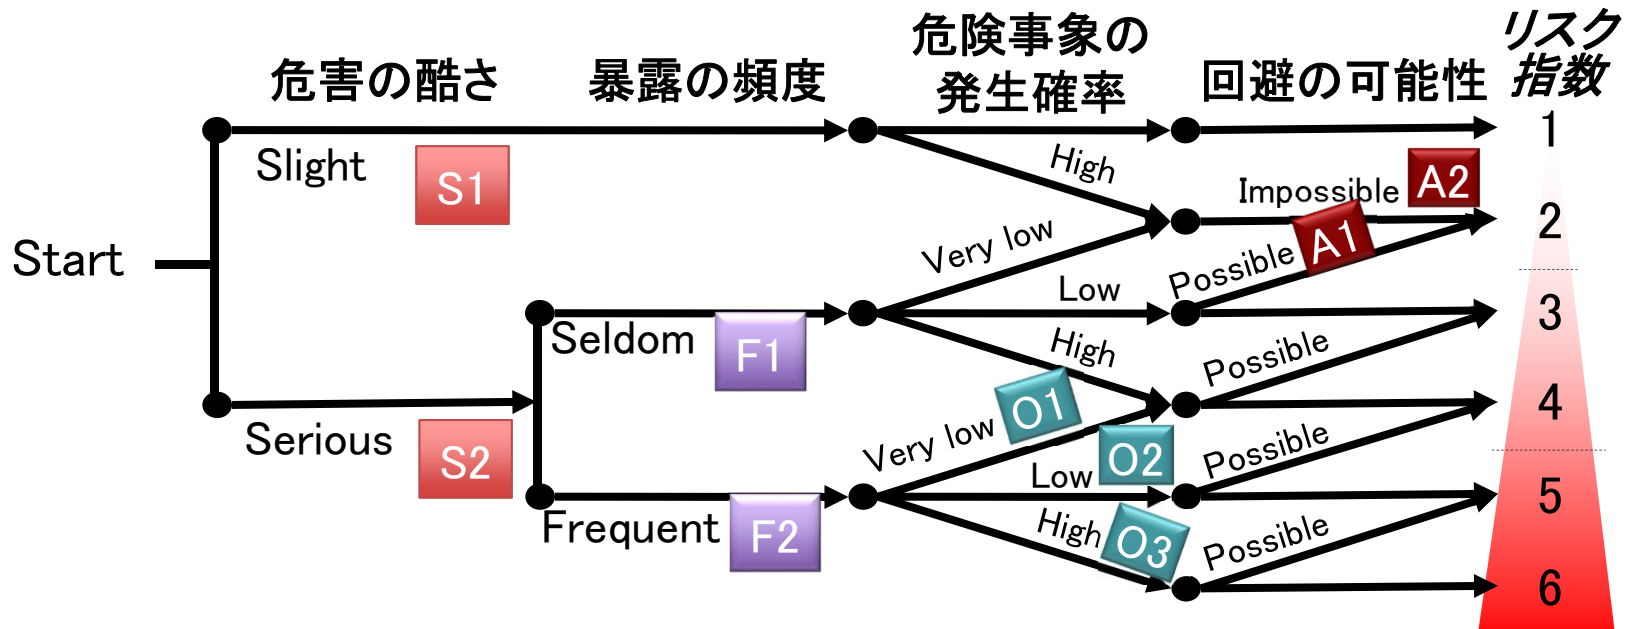 危害の酷さ
暴露の頻度
危険事象の
発生確率
回避の可能性
リスク
指数
Start
Slight
S1
Serious
S2
Seldom
F1
Frequent
F2
High
Very low
Low
High
Very low
O1
Low
O2
High
O3
Impossible
A2
Possible
A1
Possible
Possible
Possible
1
2
3
4
5
6